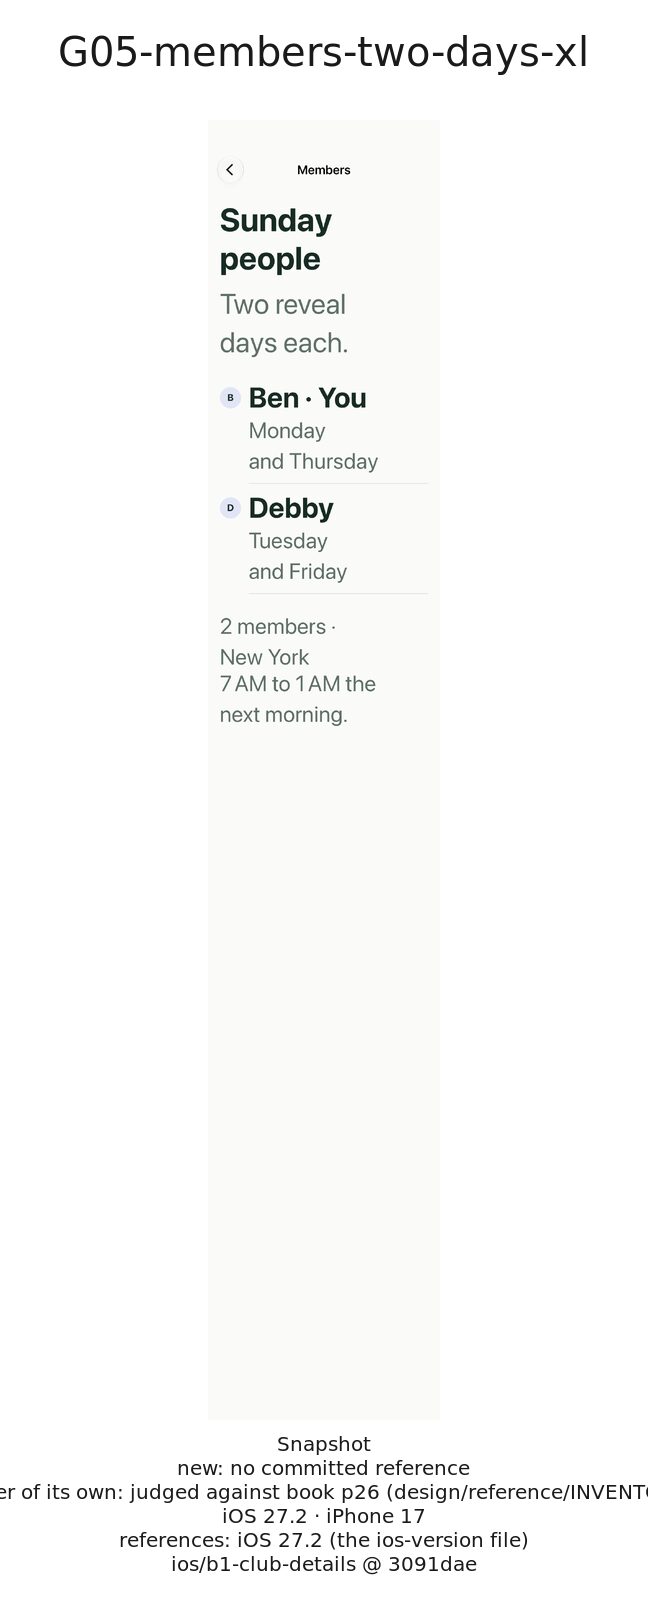 G05-members-two-days-xl
Members
Sunday
people
Two reveal
days each.
B
Ben · You
Monday
and Thursday
D
Debby
Tuesday
and Friday
2 members ·
New York
7 AM to 1 AM the
next morning.
Snapshot
new: no committed reference
of its own: judged against book p26 (design/reference/
iOS 27.2 · iPhone 17
references: iOS 27.2 (the ios-version file)
ios/b1-club-details @ 3091dae